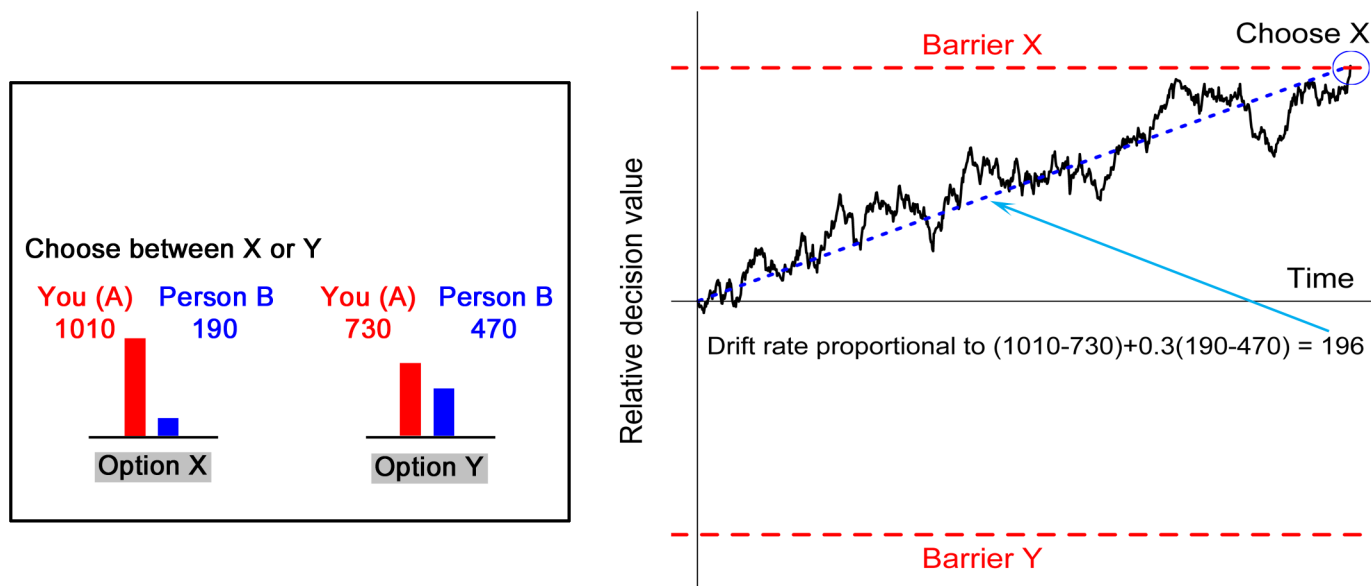 Choose between X or Y
You (A) Person B You (A) Person B
1010 190 730 470
Option X Option Y
Relative decision value
Barrier X
Choose X
Time
Drift rate proportional to (1010-730)+0.3(190-470) = 196
Barrier Y